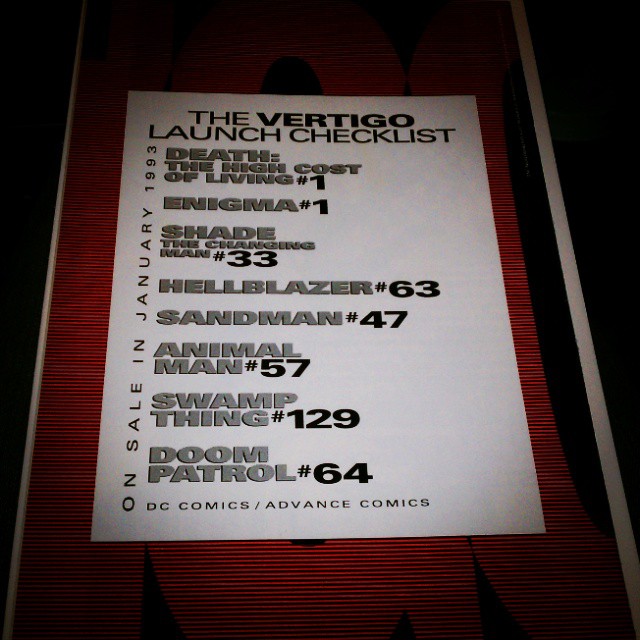 THE VERTIGO
LAUNCH CHECKLIST
ON SALE IN JANUARY 1993
DEATH:
THE HIGH COST
OF LIVING #1
ENIGMA #1
SHADE
THE CHANGING
MAN #33
HELLBLAZER #63
SANDMAN #47
ANIMAL
MAN #57
SWAMP
THING #129
DOOM
PATROL #64
DC COMICS / ADVANCE COMICS